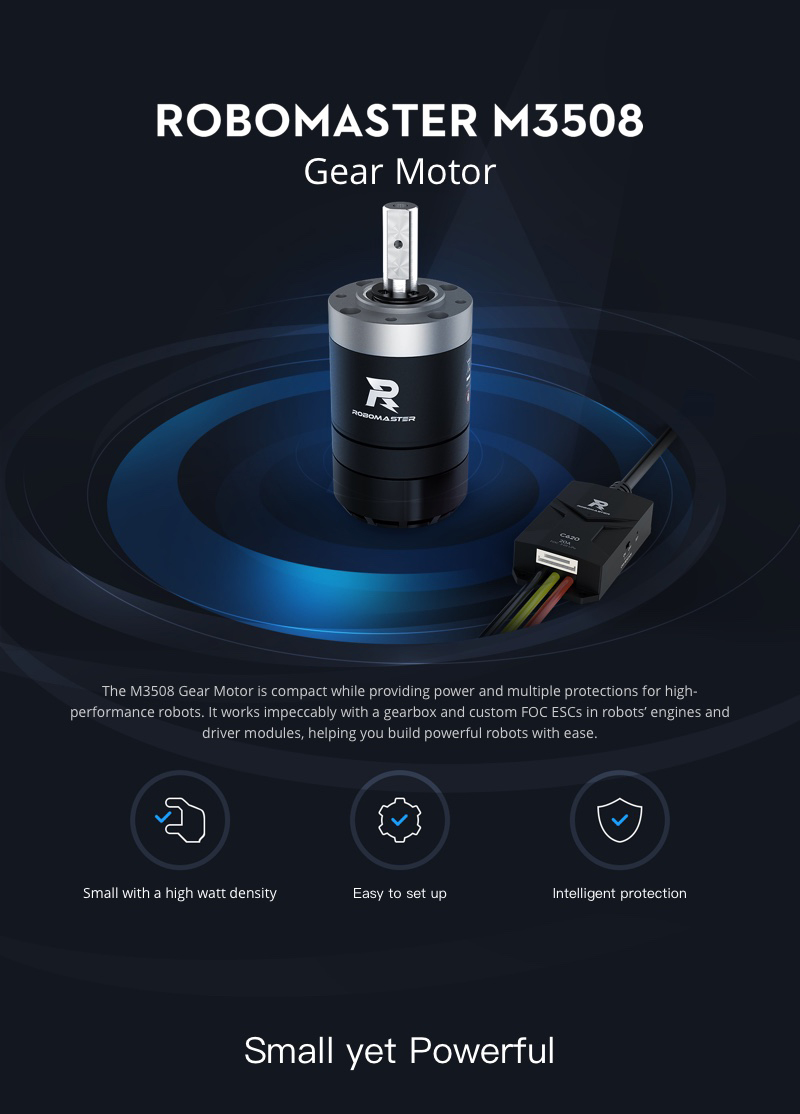 ROBOMASTER M3508
Gear Motor
R
ROBOMASTER
R
ROBOMASTER
C620
20A
The M3508 Gear Motor is compact while providing power and multiple protections for high-
performance robots. It works impeccably with a gearbox and custom FOC ESCs in robots’ engines and
driver modules, helping you build powerful robots with ease.
Small with a high watt density
Easy to set up
Intelligent protection
Small yet Powerful